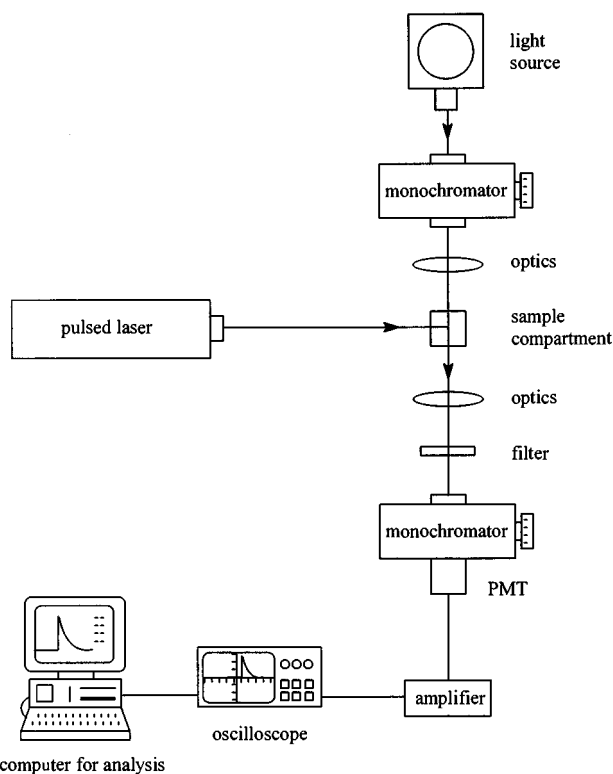 light
source
monochromator
optics
pulsed laser
sample
compartment
optics
filter
monochromator
PMT
amplifier
oscilloscope
computer for analysis